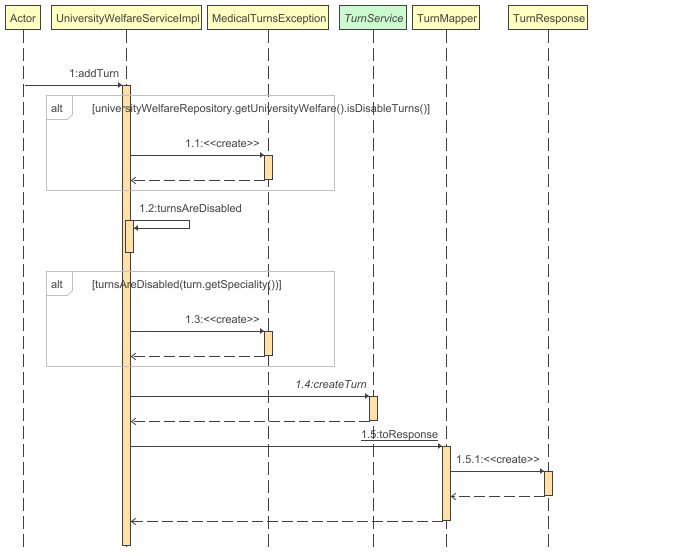 Actor UniversityWelfareServiceImpl MedicalTurnsException TurnService TurnMapper TurnResponse
1:addTurn
alt [universityWelfareRepository.getUniversityWelfare().isDisableTurns()]
1.1:<<create>>
1.2:turnsAreDisabled
alt [turnsAreDisabled(turn.getSpeciality())]
1.3:<<create>>
1.4:createTurn
1.5:toResponse
1.5.1:<<create>>